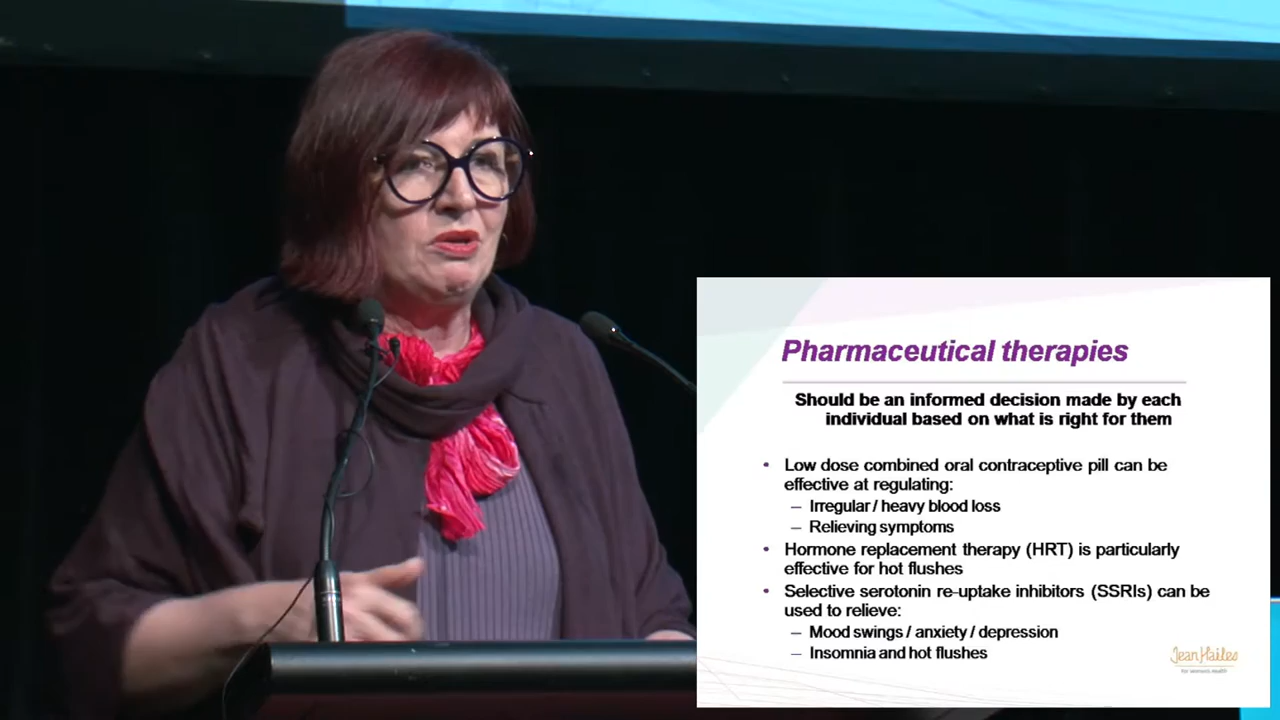 Pharmaceutical therapies
Should be an informed decision made by each
individual based on what is right for them
• Low dose combined oral contraceptive pill can be
effective at regulating:
– Irregular / heavy blood loss
– Relieving symptoms
• Hormone replacement therapy (HRT) is particularly
effective for hot flushes
• Selective serotonin re-uptake inhibitors (SSRIs) can be
used to relieve:
– Mood swings / anxiety / depression
– Insomnia and hot flushes
Jean Hailes
For Women's Health